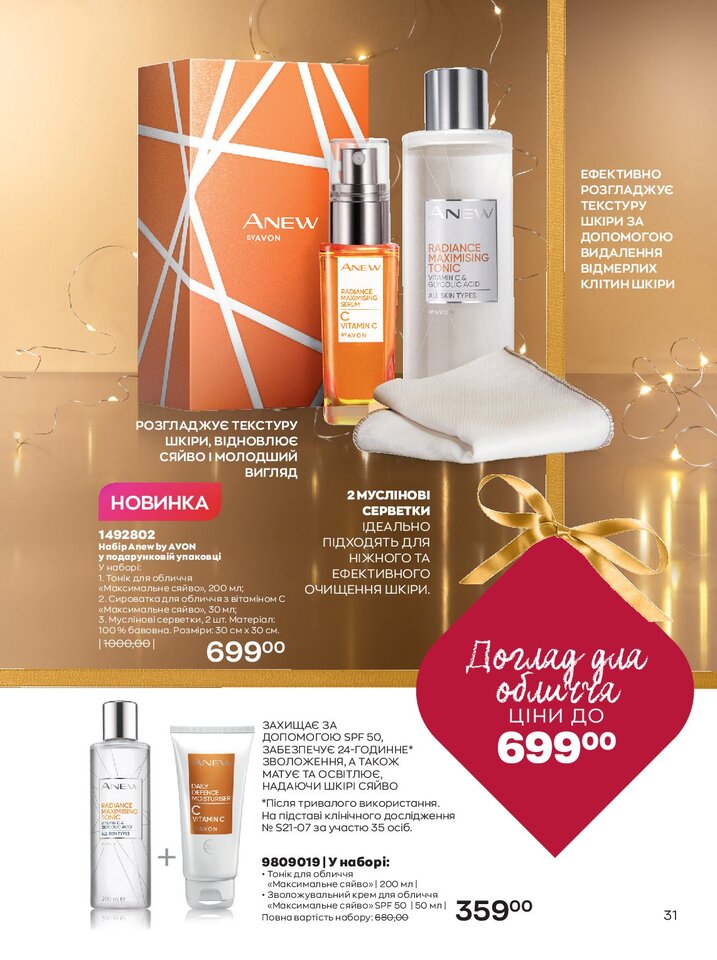 ANEW
BY AVON
ANEW
RADIANCE
MAXIMISING
SERUM
C
VITAMIN C
BY AVON
ANEW
RADIANCE
MAXIMISING
TONIC
VITAMIN C &
GLYCOLIC ACID
ALL SKIN TYPES
BY AVON
ЕФЕКТИВНО
РОЗГЛАДЖУЄ
ТЕКСТУРУ
ШКІРИ ЗА
ДОПОМОГОЮ
ВИДАЛЕННЯ
ВІДМЕРЛИХ
КЛІТИН ШКІРИ
РОЗГЛАДЖУЄ ТЕКСТУРУ
ШКІРИ, ВІДНОВЛЮЄ
СЯЙВО І МОЛОДШИЙ
ВИГЛЯД
НОВИНКА
1492802
Набір Anew by AVON
у подарунковій упаковці
У наборі:
1. Тонік для обличчя
«Максимальне сяйво», 200 мл;
2. Сироватка для обличчя з вітаміном С
«Максимальне сяйво», 30 мл;
3. Муслінові серветки, 2 шт. Матеріал:
100 % бавовна. Розміри: 30 см х 30 см.
| 1000,00 |
69900
2 МУСЛІНОВІ
СЕРВЕТКИ
ІДЕАЛЬНО
ПІДХОДЯТЬ ДЛЯ
НІЖНОГО ТА
ЕФЕКТИВНОГО
ОЧИЩЕННЯ ШКІРИ.
Догляд для
обличчя
ЦІНИ ДО
69900
ANEW
RADIANCE
MAXIMISING
TONIC
VITAMIN C &
GLYCOLIC ACID
ALL SKIN TYPES
200 ml e
+
ANEW
DAILY
DEFENCE
MOISTURISER
C
VITAMIN C
BY AVON
ЗАХИЩАЄ ЗА
ДОПОМОГОЮ SPF 50,
ЗАБЕЗПЕЧУЄ 24-ГОДИННЕ*
ЗВОЛОЖЕННЯ, А ТАКОЖ
МАТУЄ ТА ОСВІТЛЮЄ,
НАДАЮЧИ ШКІРІ СЯЙВО
*Після тривалого використання.
На підставі клінічного дослідження
№ S21-07 за участю 35 осіб.
9809019 | У наборі:
• Тонік для обличчя
«Максимальне сяйво» | 200 мл |
• Зволожувальний крем для обличчя
«Максимальне сяйво» SPF 50 | 50 мл |
Повна вартість набору: 680,00
35900
31